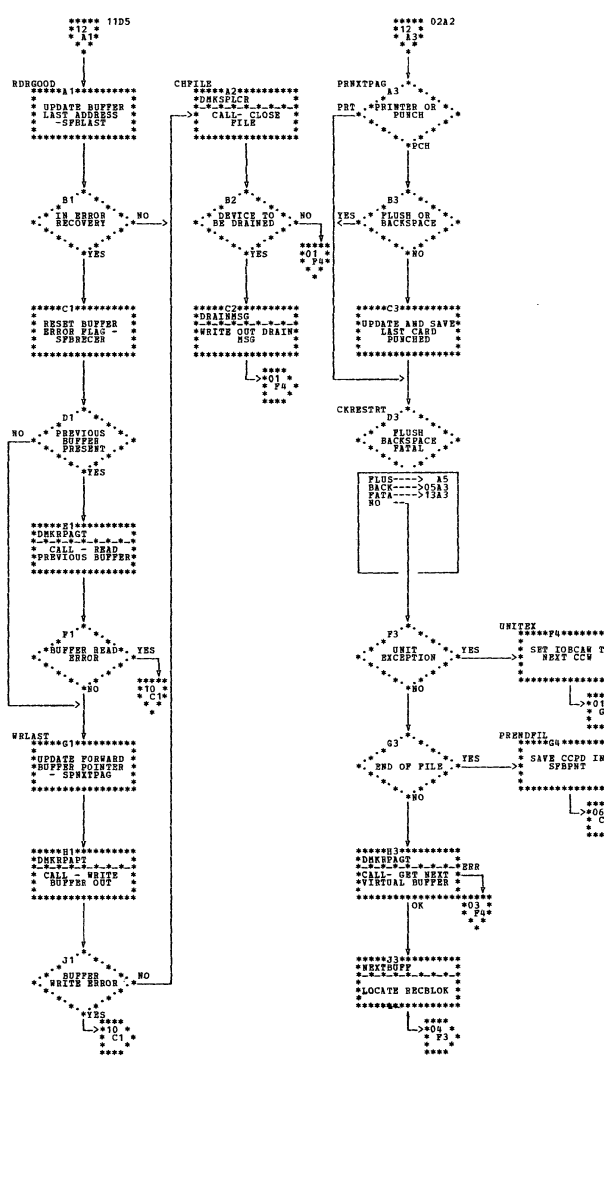 12 A1 11D5
RDRGOOD
A1
UPDATE BUFFER
LAST ADDRESS
-SFBLAST
B1
IN ERROR
RECOVERY
NO
YES
C1
RESET BUFFER
ERROR FLAG -
SFBRECER
D1
NO
PREVIOUS
BUFFER
PRESENT
YES
E1
DMKRPAGT
CALL - READ
PREVIOUS BUFFER
F1
BUFFER READ
ERROR
YES
10
C1
NO
WRLAST
G1
UPDATE FORWARD
BUFFER POINTER
- SPNXTPAG
H1
DMKRPAPT
CALL - WRITE
BUFFER OUT
J1
BUFFER
WRITE ERROR
NO
YES
10
C1
CHFILE
A2
DMKSPLCR
CALL- CLOSE
FILE
B2
DEVICE TO
BE DRAINED
NO
01
F4
YES
C2
DRAINMSG
WRITE OUT DRAIN
MSG
01
F4
12 A3 02A2
PRNXTPAG
A3
PRT
PRINTER OR
PUNCH
PCH
B3
YES
FLUSH OR
BACKSPACE
NO
C3
UPDATE AND SAVE
LAST CARD
PUNCHED
CKRESTRT
D3
FLUSH
BACKSPACE
FATAL
FLUS----> A5
BACK---->05A3
FATA---->13A3
NO --
F3
UNIT
EXCEPTION
YES
NO
G3
END OF FILE
YES
NO
H3
DMKRPAGT
CALL- GET NEXT
VIRTUAL BUFFER
ERR
03
F4
OK
J3
NEXTBUFF
LOCATE RECBLOK
04
F3
UNITEX
F4
SET IOBCAW T
NEXT CCW
01
G
PRENDFIL
G4
SAVE CCPD IN
SFBPNT
06
C